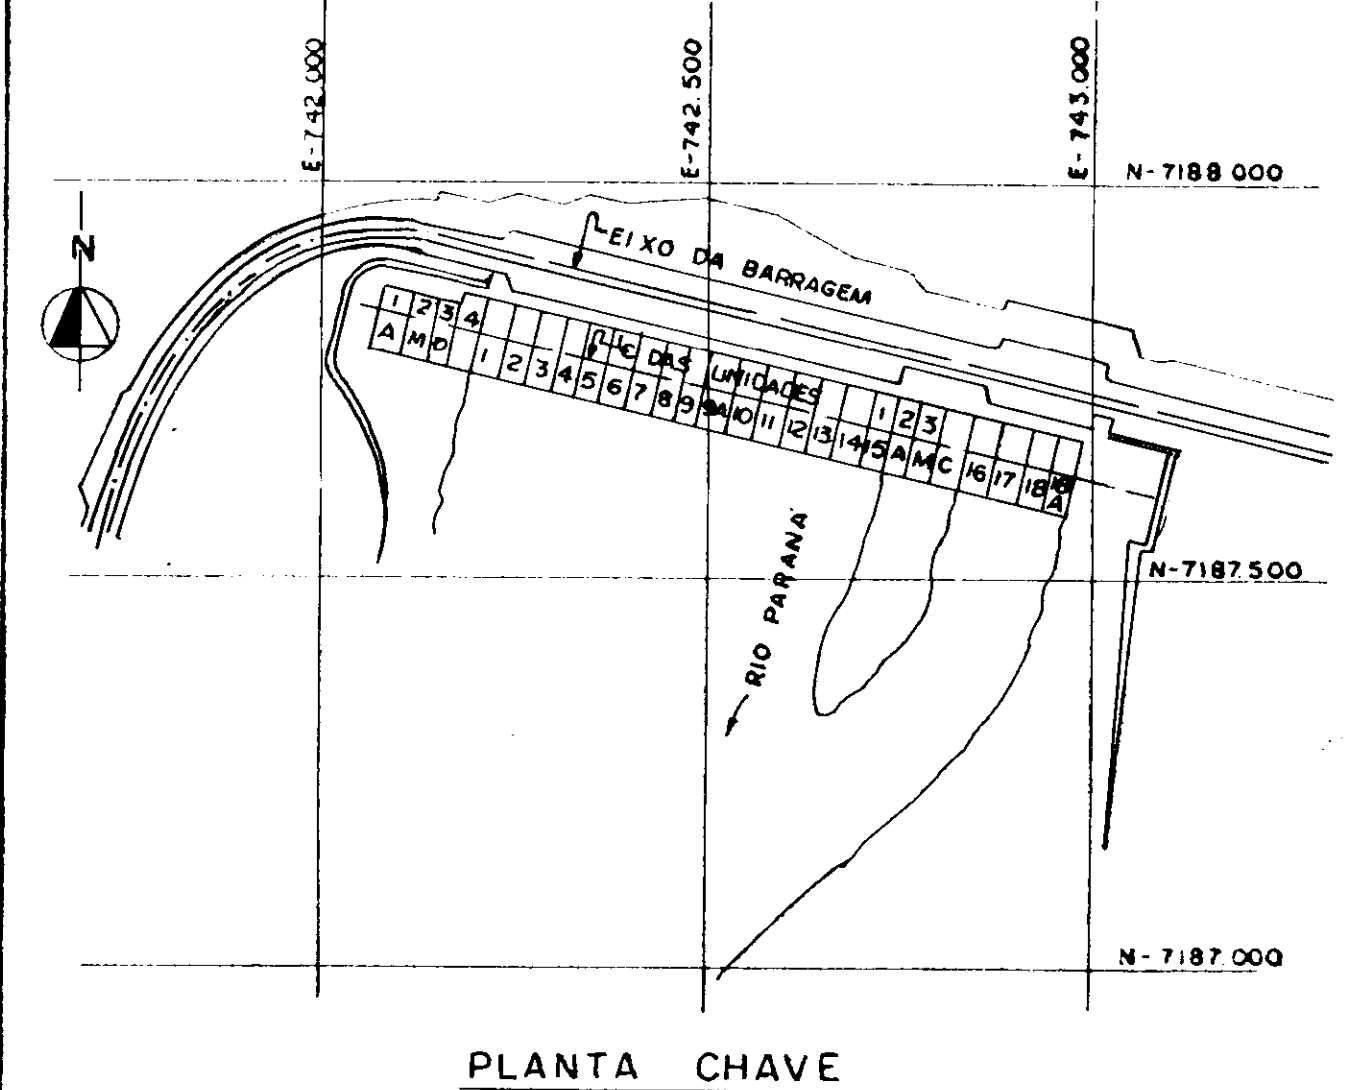 E-742.000
E-742.500
E-743.000
N-7188 000
N
EIXO DA BARRAGEM
1 2 3 4
A M D
℄ DAS UNIDADES
1 2 3 4 5 6 7 8 9 9A 10 11 12 13 14 15
1 2 3
A M C
16 17 18 18A
RIO PARANÁ
N-7187.500
N-7187.000
PLANTA CHAVE